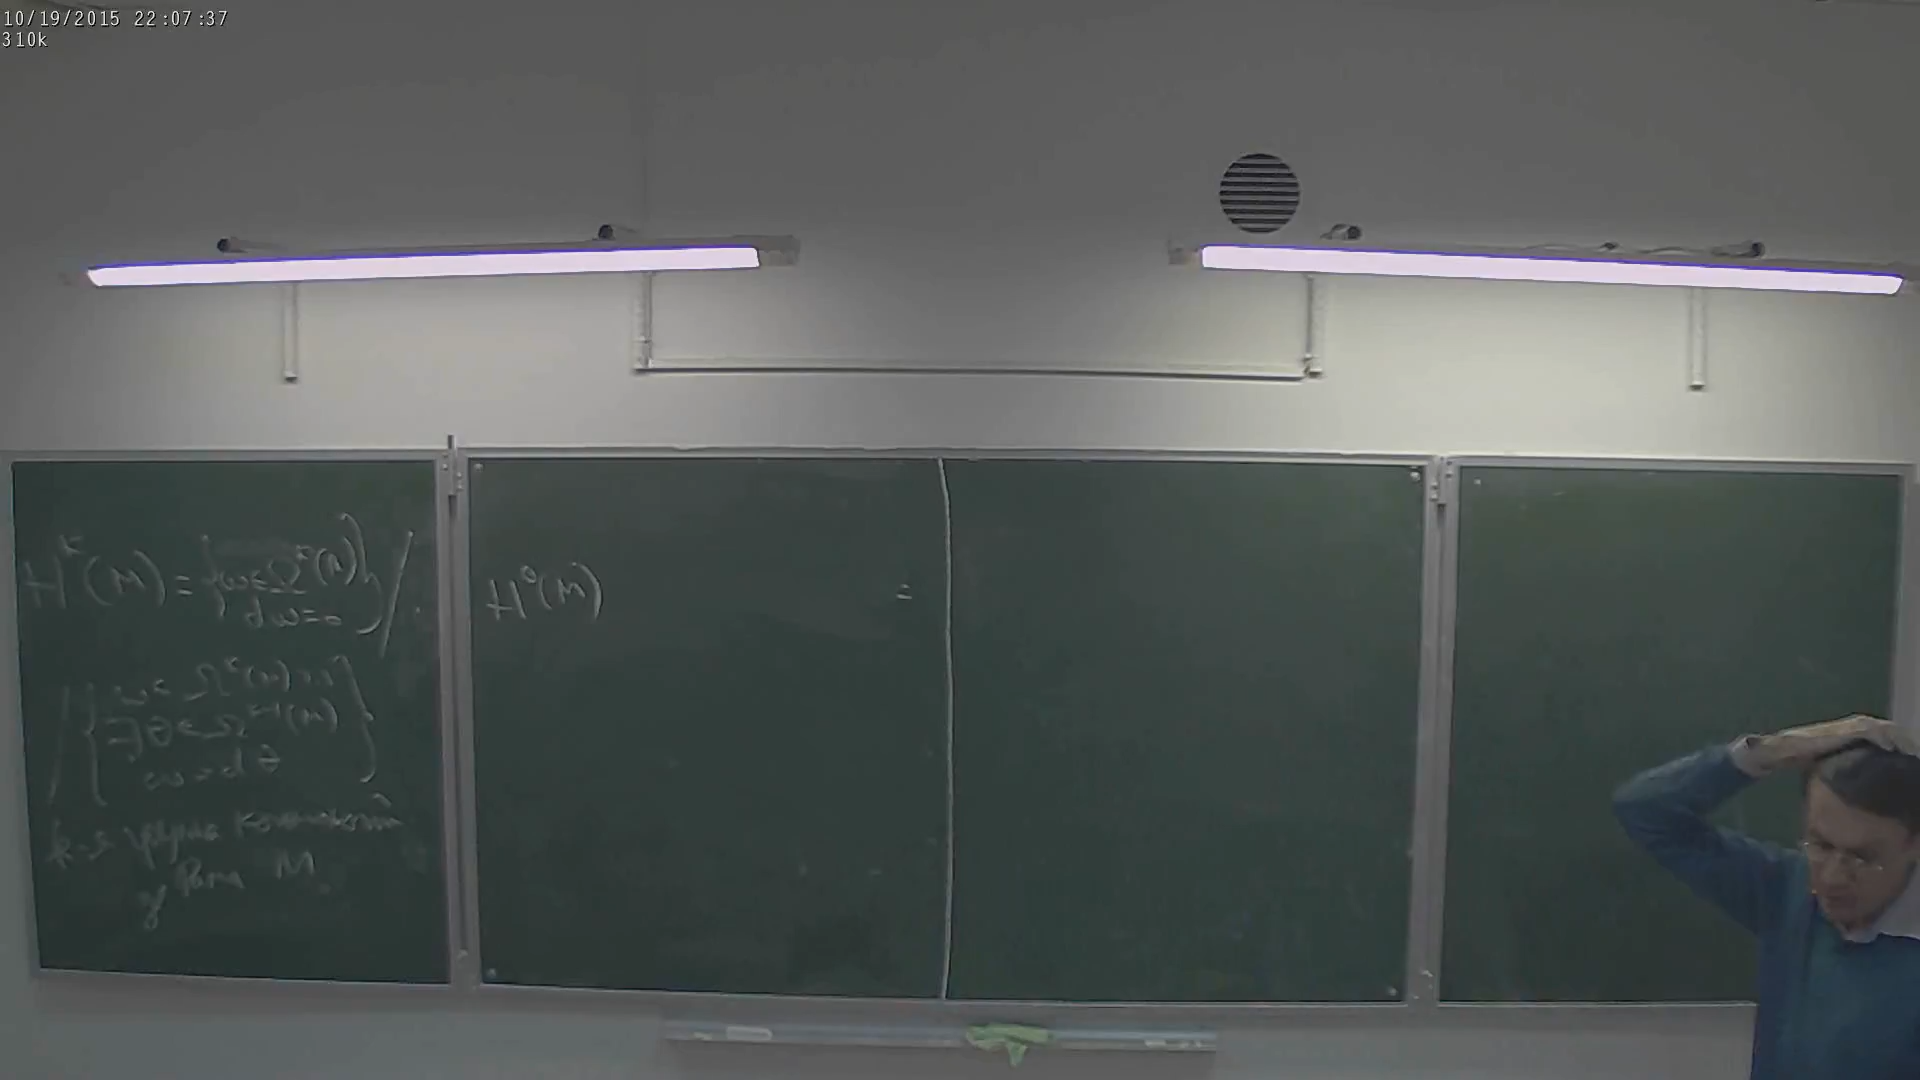 10/19/2015 22:07:37
310k
H^k(M) = {ω∈Ω^k(M) /
dω=0}
/ { ω∈Ω^k(M)
∃θ∈Ω^{k-1}(M)
ω=dθ }
k-я группа когомологий
де Рама M
H^0(M) =